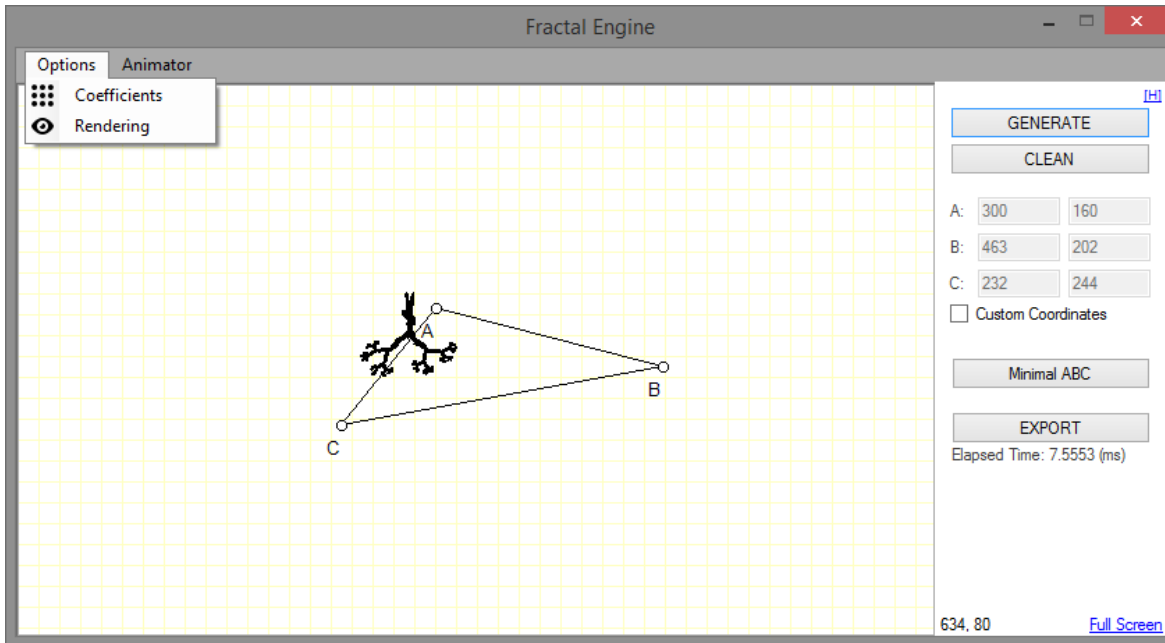 Fractal Engine
Options Animator
Coefficients
Rendering
[H]
GENERATE
CLEAN
A: 300 160
B: 463 202
C: 232 244
Custom Coordinates
Minimal ABC
EXPORT
Elapsed Time: 7.5553 (ms)
A
B
C
634, 80 Full Screen